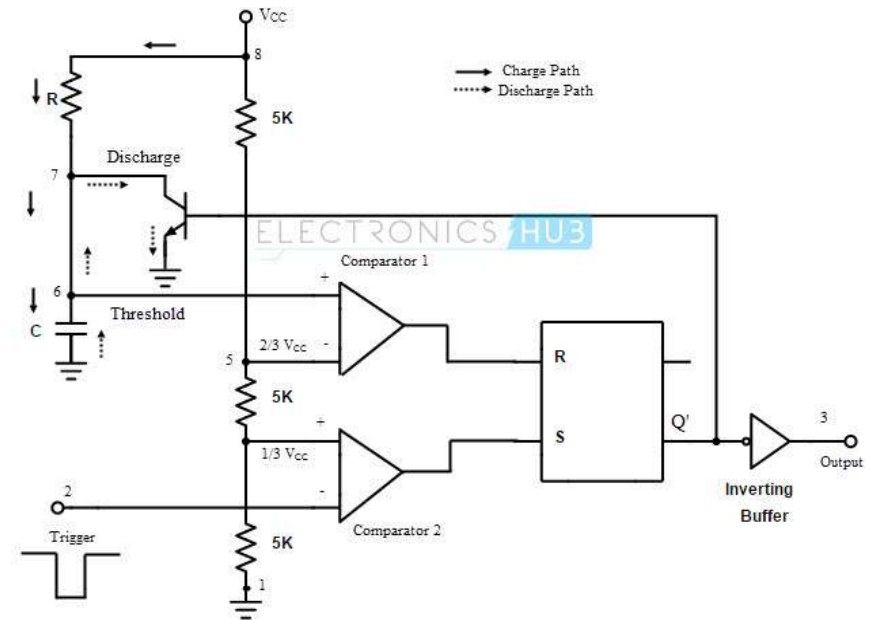 Vcc
8
R
5K
Charge Path
Discharge Path
Discharge
7
ELECTRONICS HUB
Comparator 1
+
6
Threshold
C
2/3 Vcc
-
5
R
5K
Q'
3
+
S
1/3 Vcc
Output
2
-
Inverting
Buffer
Trigger
Comparator 2
5K
1